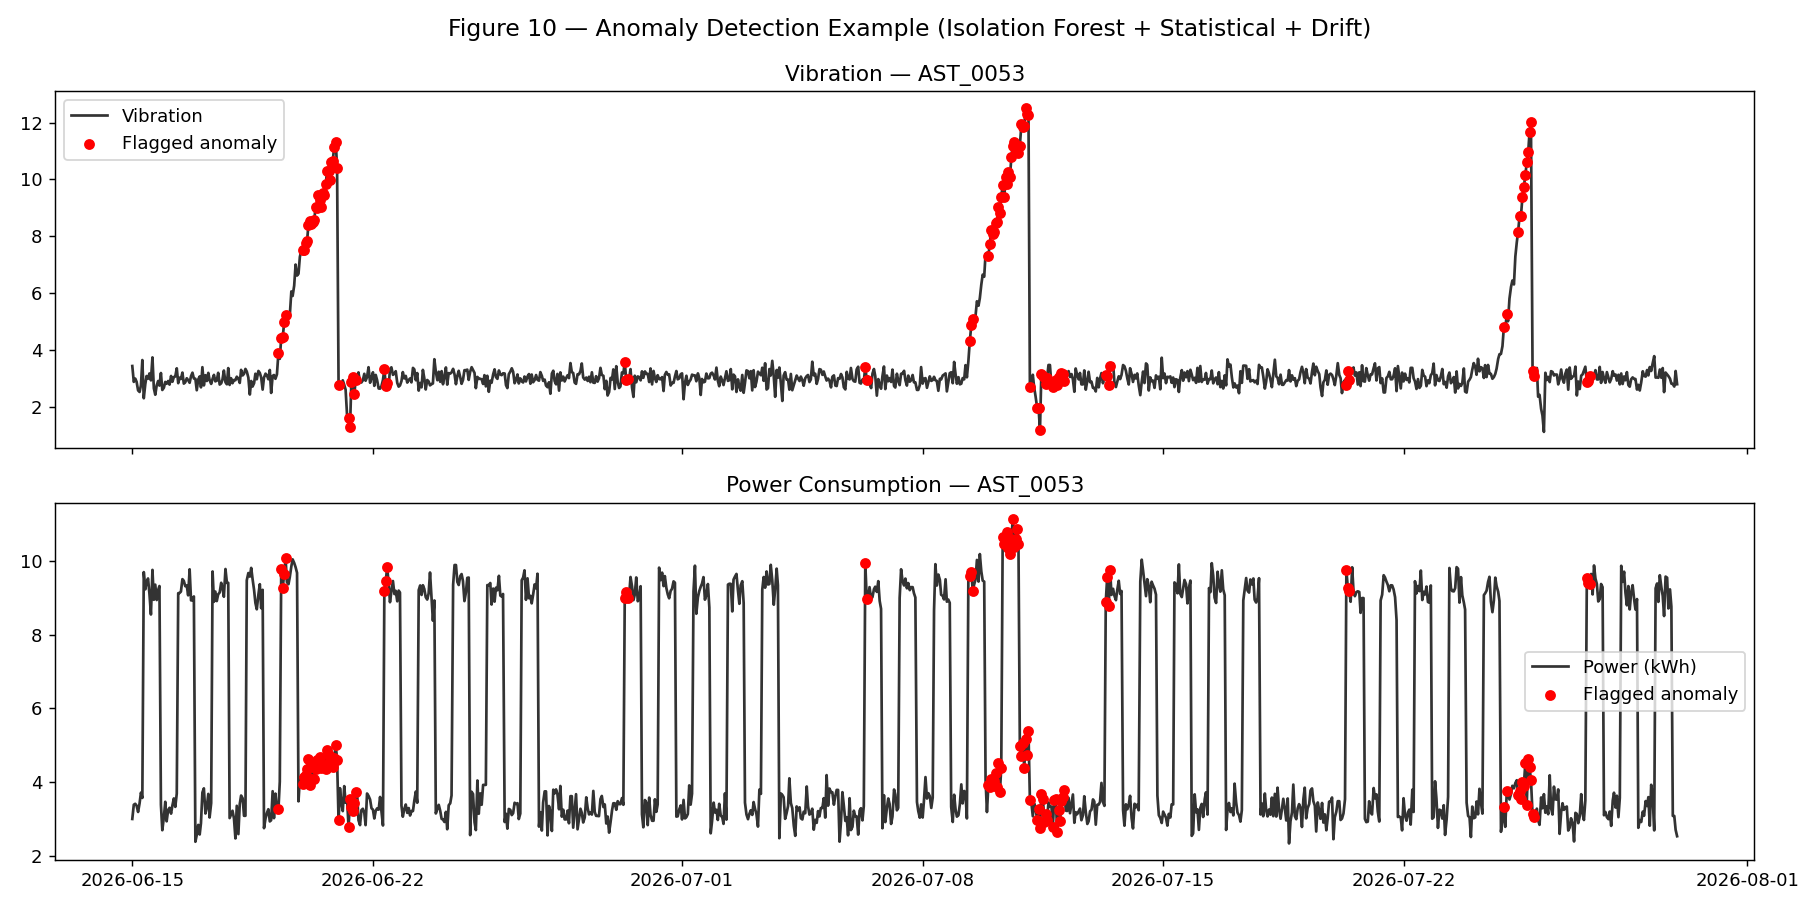 Figure 10 — Anomaly Detection Example (Isolation Forest + Statistical + Drift)
Vibration — AST_0053
Vibration
Flagged anomaly
12
10
8
6
4
2
Power Consumption — AST_0053
Power (kWh)
Flagged anomaly
10
8
6
4
2
2026-06-15
2026-06-22
2026-07-01
2026-07-08
2026-07-15
2026-07-22
2026-08-01